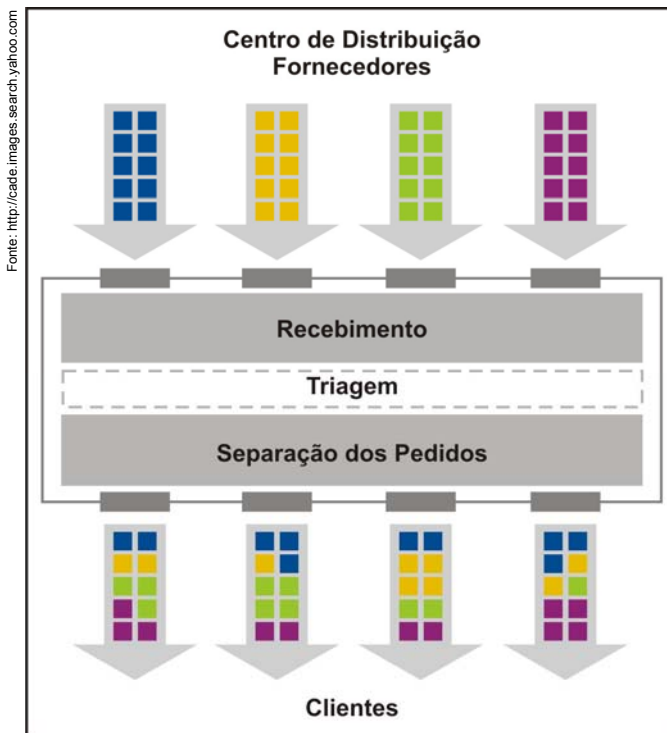 Fonte: http://cade.images.search.yahoo.com
Centro de Distribuição
Fornecedores
Recebimento
Triagem
Separação dos Pedidos
Clientes